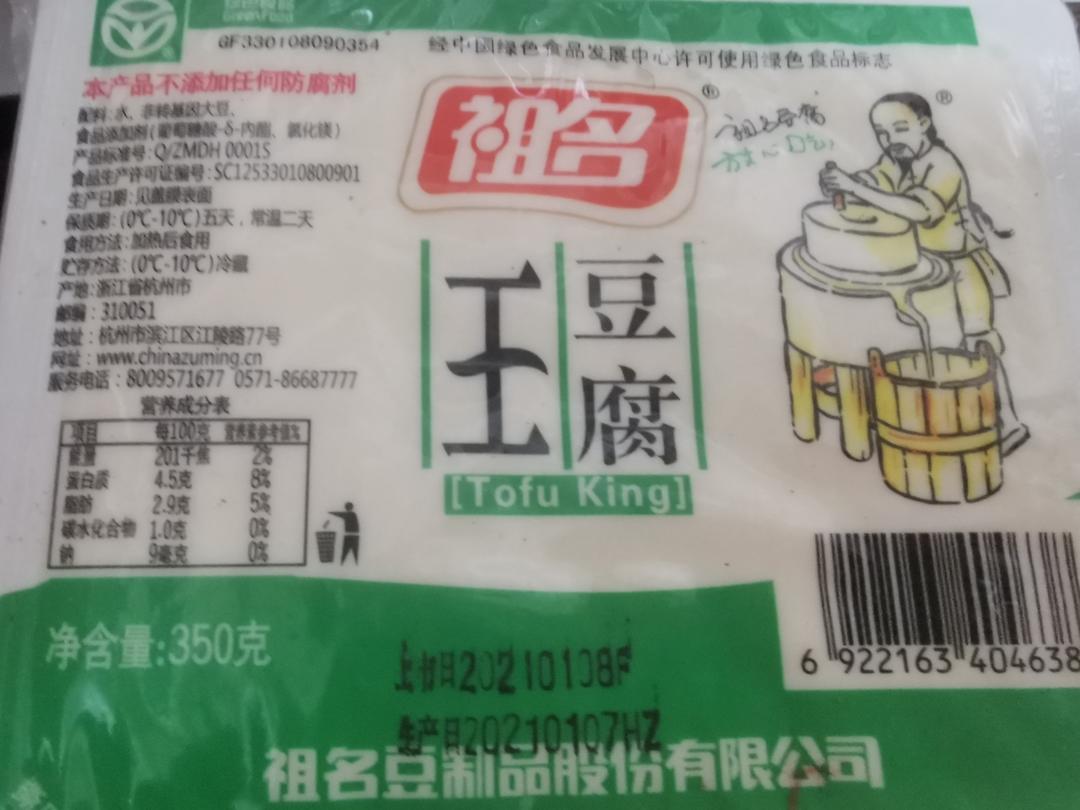 绿色食品
GreenFood
®
GF330108090354
经中国绿色食品发展中心许可使用绿色食品标志
本产品不添加任何防腐剂
配料:水、非转基因大豆、
食品添加剂(葡萄糖酸-δ-内酯、氯化镁)
产品标准号:Q/ZMDH 0001S
食品生产许可证编号:SC12533010800901
生产日期:见盖膜表面
保质期:(0℃-10℃)五天,常温二天
食用方法:加热后食用
贮存方法:(0℃-10℃)冷藏
产地:浙江省杭州市
邮编:310051
地址:杭州市滨江区江陵路77号
网址:www.chinazuming.cn
服务电话:8009571677 0571-86687777
营养成分表
项目 每100克 营养素参考值%
能量 201千焦 2%
蛋白质 4.5克 8%
脂肪 2.9克 5%
碳水化合物 1.0克 0%
钠 9毫克 0%
祖名
®
祖名豆腐
放心吃
®
豆腐
王
[Tofu King]
净含量:350克
上市日20210108F
生产日20210107HZ
6 922163 404638
祖名豆制品股份有限公司